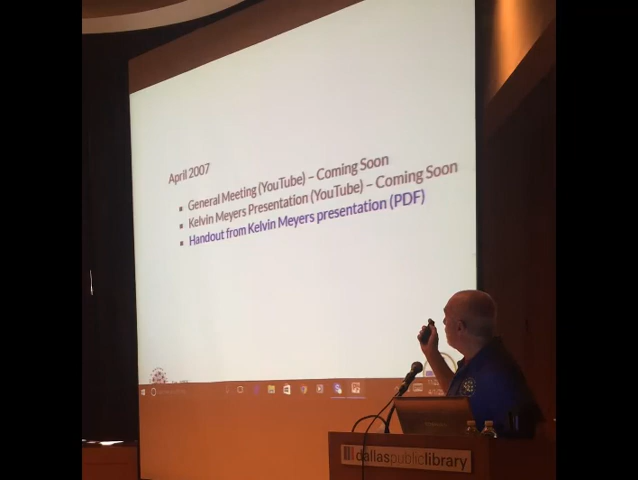 April 2007
General Meeting (YouTube) – Coming Soon
Kelvin Meyers Presentation (YouTube) – Coming Soon
Handout from Kelvin Meyers presentation (PDF)
dallaspubliclibrary